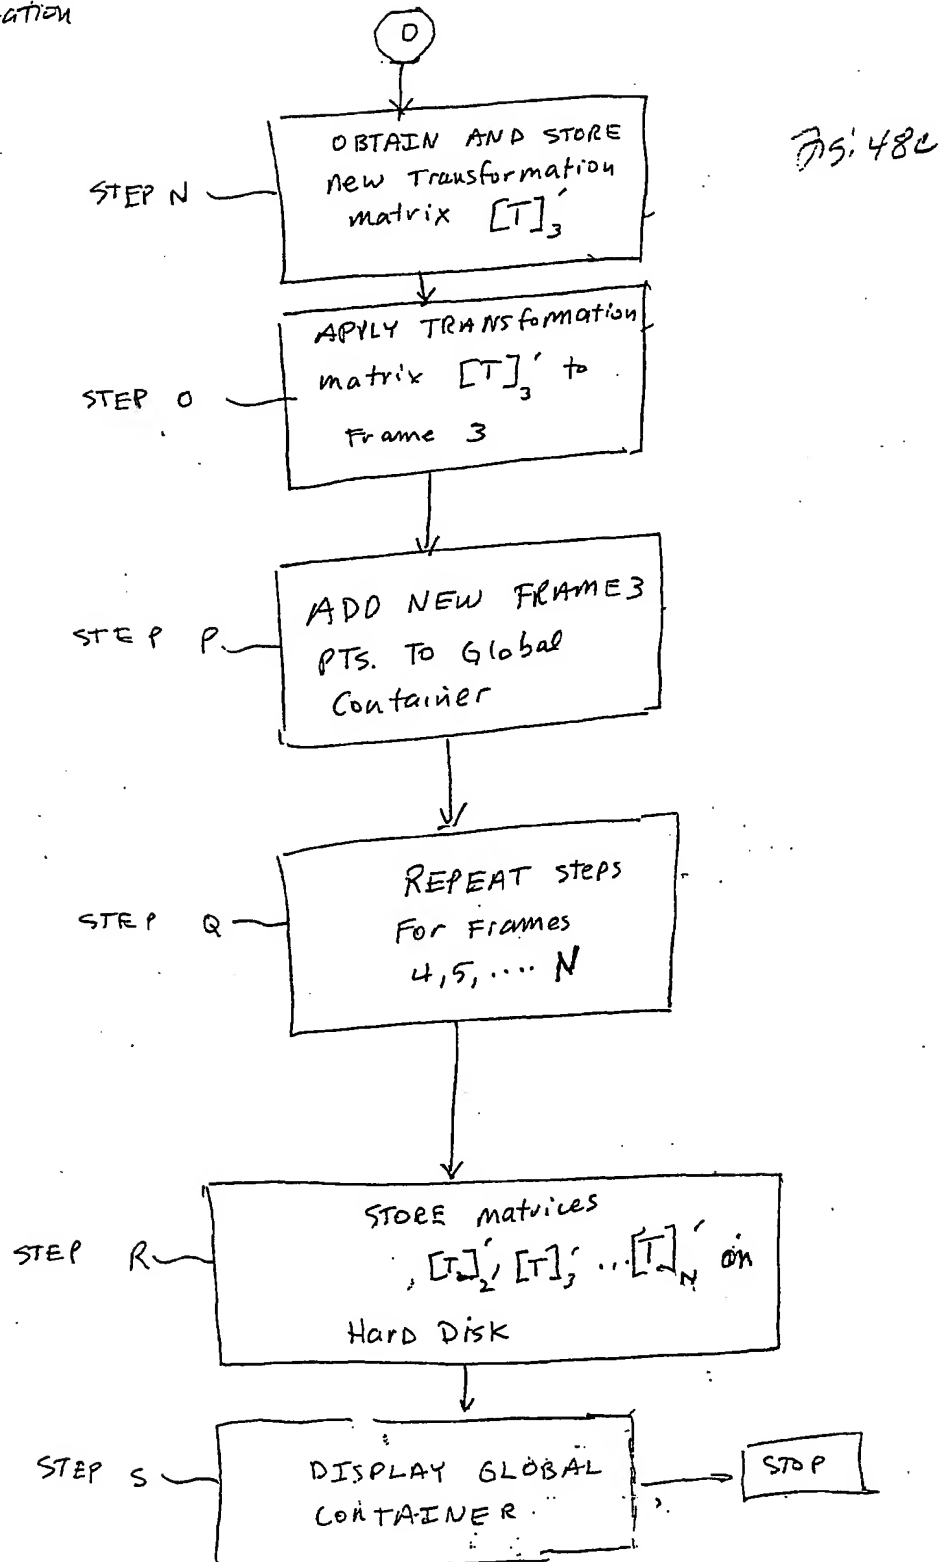 D
Fig. 48c
STEP N
OBTAIN AND STORE
new Transformation
matrix [T]3′
STEP O
APPLY TRANSformation
matrix [T]3′ to
Frame 3
STEP P
ADD NEW FRAME 3
PTS. TO Global
Container
STEP Q
REPEAT steps
For Frames
4,5,.... N
STEP R
STORE matrices
, [T]2′, [T]3′ ... [T]N′ on
HarD Disk
STEP S
DISPLAY GLOBAL
CONTAINER
STOP